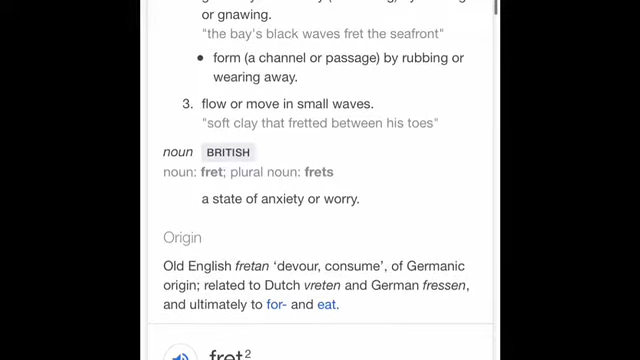 or gnawing.
"the bay's black waves fret the seafront"
• form (a channel or passage) by rubbing or
wearing away.
3. flow or move in small waves.
"soft clay that fretted between his toes"
noun BRITISH
noun: fret; plural noun: frets
a state of anxiety or worry.
Origin
Old English fretan ‘devour, consume’, of Germanic
origin; related to Dutch vreten and German fressen,
and ultimately to for- and eat.
fret2